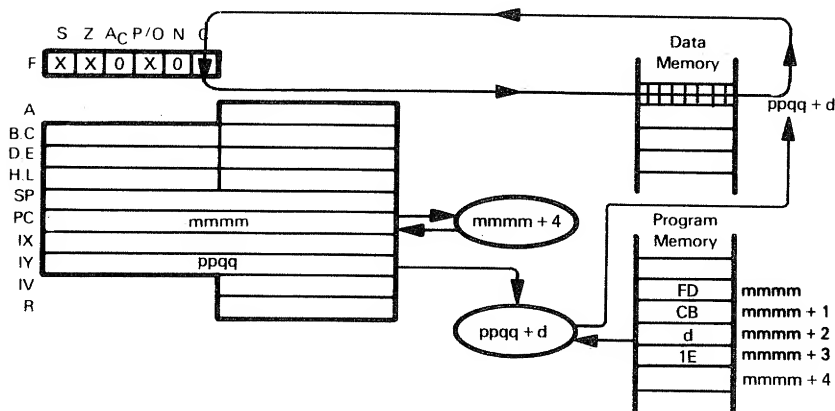 S Z AC P/O N C
F X X 0 X 0
Data
Memory
ppqq + d
A
B.C
D.E
H.L
SP
PC mmmm
mmmm + 4
IX
IY ppqq
IV
R
ppqq + d
Program
Memory
FD mmmm
CB mmmm + 1
d mmmm + 2
1E mmmm + 3
mmmm + 4